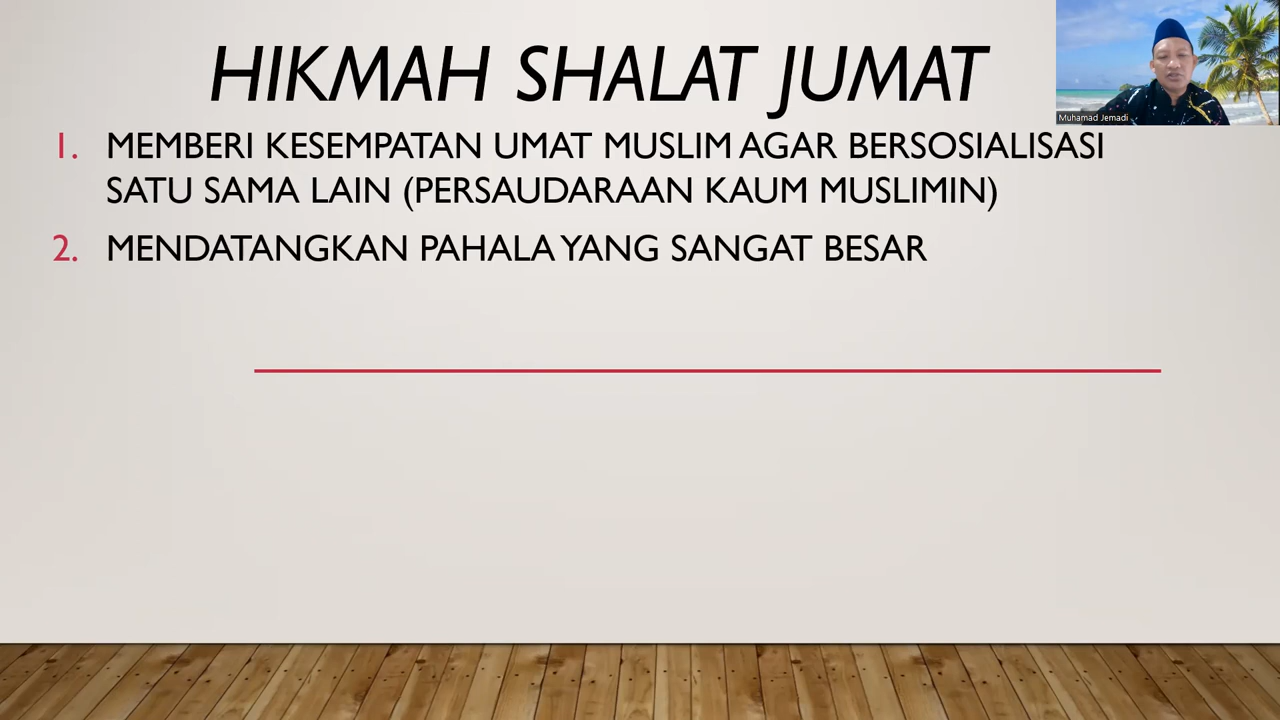 HIKMAH SHALAT JUMAT
Muhamad Jemadi
1. MEMBERI KESEMPATAN UMAT MUSLIM AGAR BERSOSIALISASI
SATU SAMA LAIN (PERSAUDARAAN KAUM MUSLIMIN)
2. MENDATANGKAN PAHALA YANG SANGAT BESAR